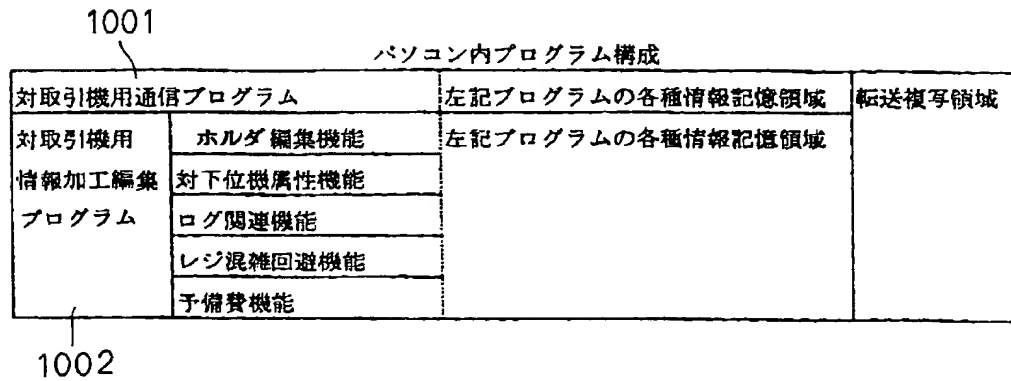 1001
パソコン内プログラム構成
対取引機用通信プログラム 左記プログラムの各種情報記憶領域 転送複写領域
対取引機用 ホルダ編集機能 左記プログラムの各種情報記憶領域
情報加工編集 対下位機属性機能
プログラム ログ関連機能
レジ混雑回避機能
予備費機能
1002